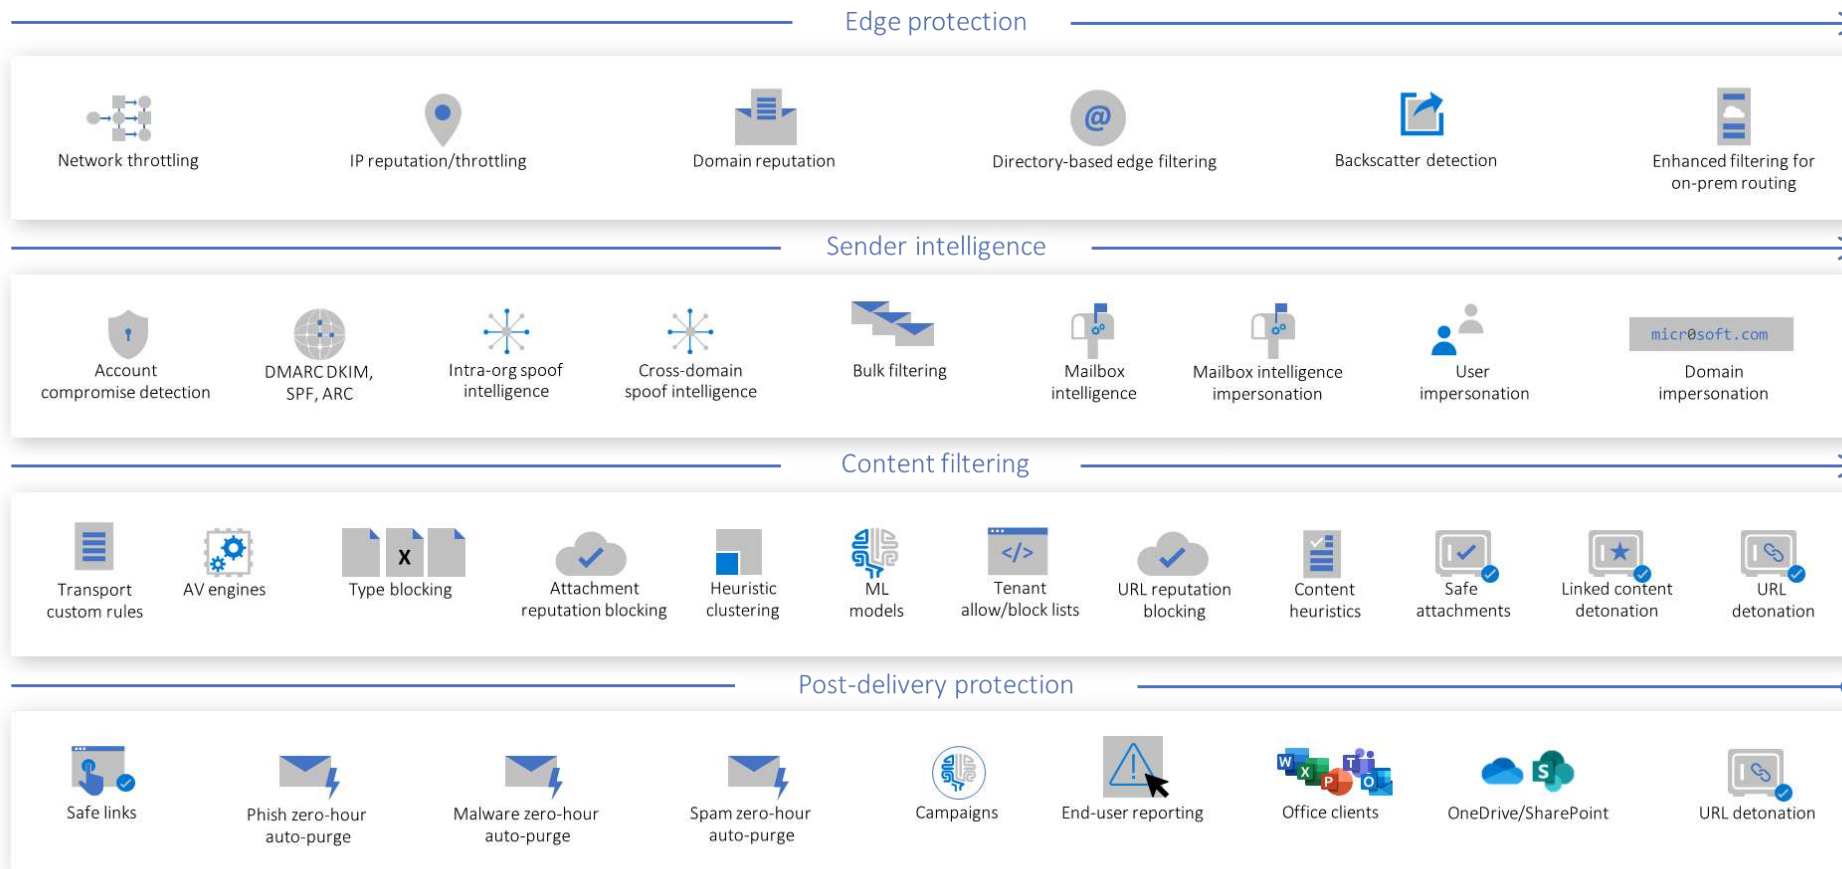 Edge protection
@
Network throttling
IP reputation/throttling
Domain reputation
Directory-based edge filtering
Backscatter detection
Enhanced filtering for
on-prem routing
Sender intelligence
micr0soft.com
Account
compromise detection
DMARC DKIM,
SPF, ARC
Intra-org spoof
intelligence
Cross-domain
spoof intelligence
Bulk filtering
Mailbox
intelligence
Mailbox intelligence
impersonation
User
impersonation
Domain
impersonation
Content filtering
X
</>
Transport
custom rules
AV engines
Type blocking
Attachment
reputation blocking
Heuristic
clustering
ML
models
Tenant
allow/block lists
URL reputation
blocking
Content
heuristics
Safe
attachments
Linked content
detonation
URL
detonation
Post-delivery protection
W
X
P
T
O
S
Safe links
Phish zero-hour
auto-purge
Malware zero-hour
auto-purge
Spam zero-hour
auto-purge
Campaigns
End-user reporting
Office clients
OneDrive/SharePoint
URL detonation